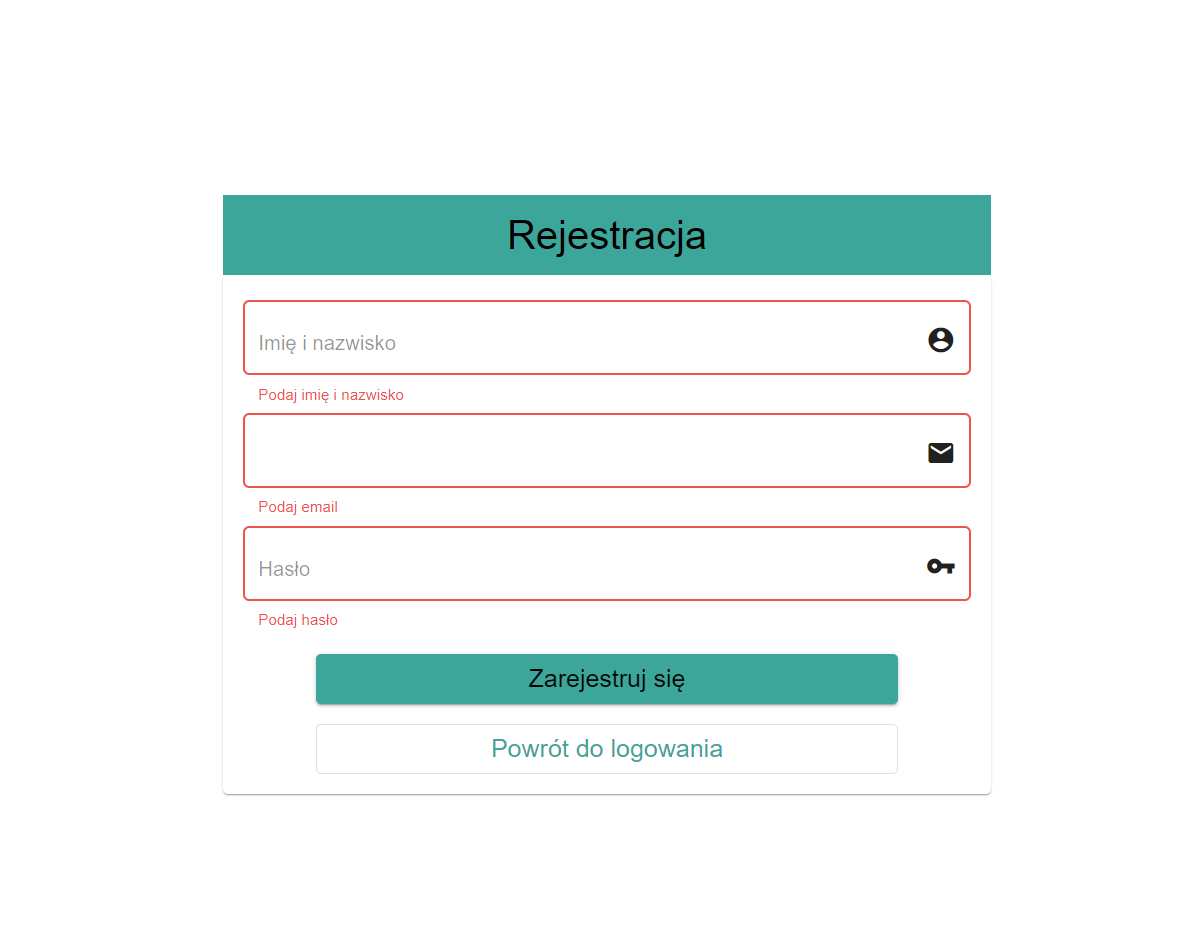 Rejestracja
Imię i nazwisko
Podaj imię i nazwisko
Podaj email
Hasło
Podaj hasło
Zarejestruj się
Powrót do logowania